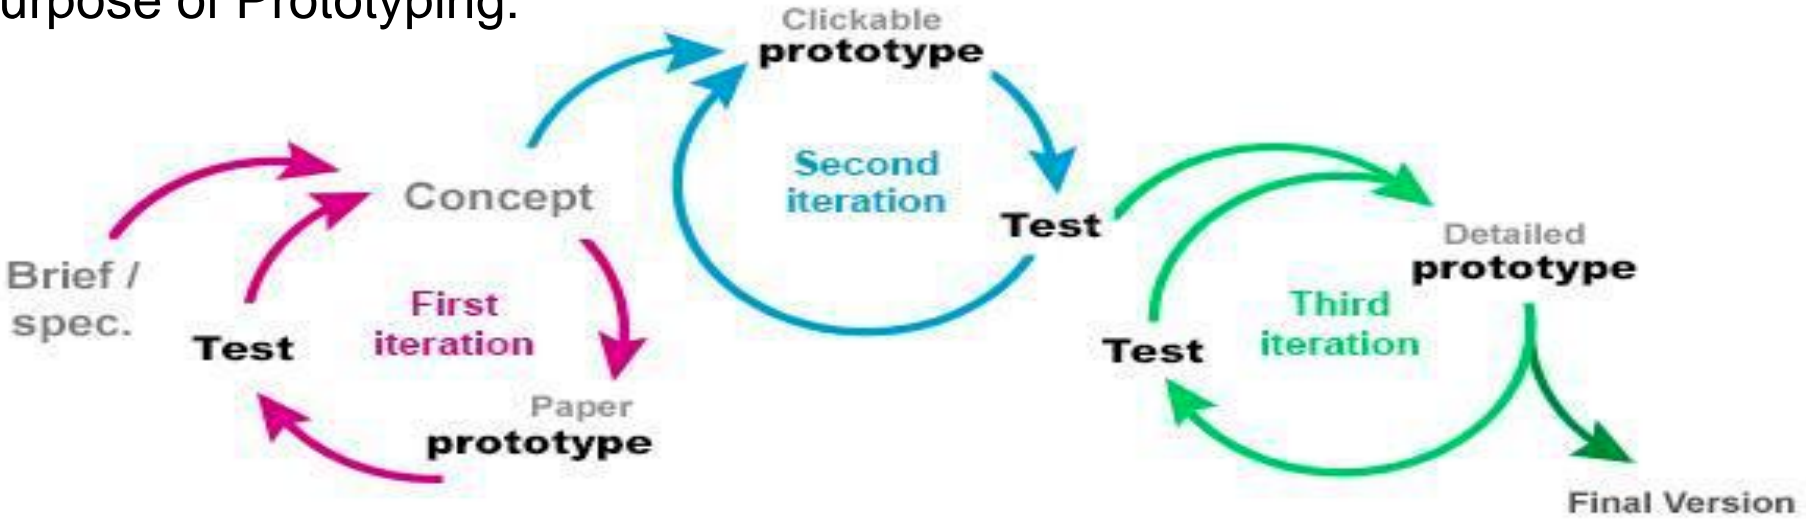 urpose of Prototyping.
Clickable
prototype
Second
iteration
Test
Concept
Brief /
spec.
First
iteration
Test
Paper
prototype
Detailed
prototype
Third
iteration
Test
Final Version